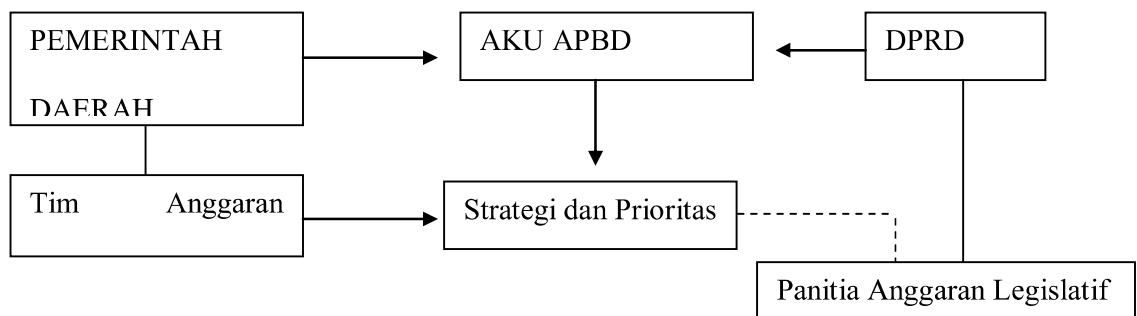 PEMERINTAH
DAERAH
AKU APBD
DPRD
Tim Anggaran
Strategi dan Prioritas
Panitia Anggaran Legislatif